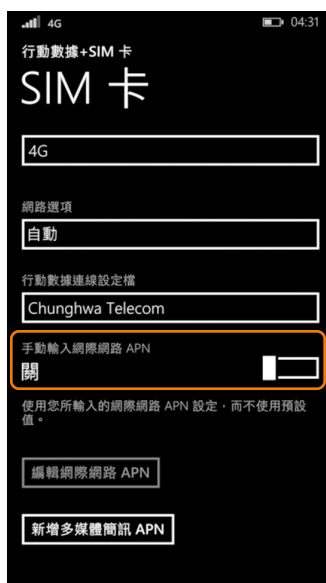 4G 04:31
行動數據+SIM 卡
SIM 卡
4G
網路選項
自動
行動數據連線設定檔
Chunghwa Telecom
手動輸入網際網路 APN
關
使用您所輸入的網際網路 APN 設定，而不使用預設
值。
編輯網際網路 APN
新增多媒體簡訊 APN